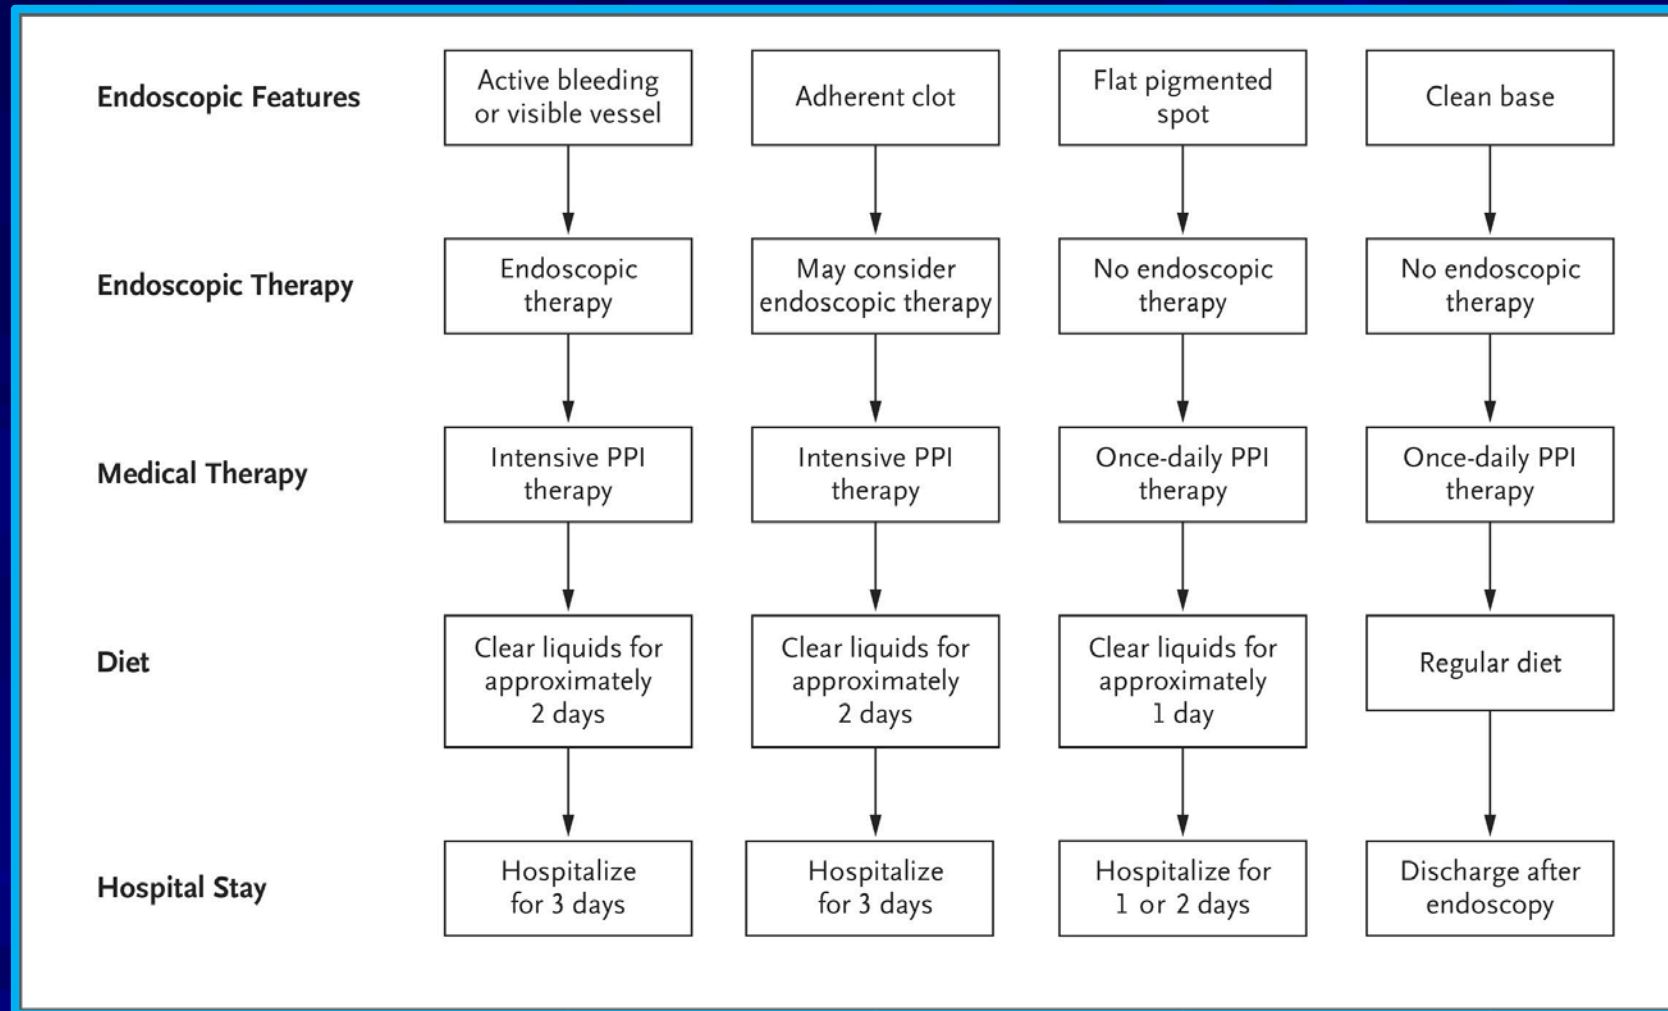 Endoscopic Features
Active bleeding
or visible vessel
Adherent clot
Flat pigmented
spot
Clean base
Endoscopic Therapy
Endoscopic
therapy
May consider
endoscopic therapy
No endoscopic
therapy
No endoscopic
therapy
Medical Therapy
Intensive PPI
therapy
Intensive PPI
therapy
Once-daily PPI
therapy
Once-daily PPI
therapy
Diet
Clear liquids for
approximately
2 days
Clear liquids for
approximately
2 days
Clear liquids for
approximately
1 day
Regular diet
Hospital Stay
Hospitalize
for 3 days
Hospitalize
for 3 days
Hospitalize for
1 or 2 days
Discharge after
endoscopy